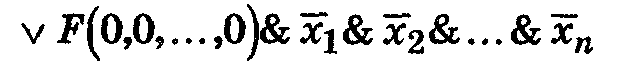 ∨ F(0,0,...,0)& x̅₁& x̅₂&...& x̅ₙ